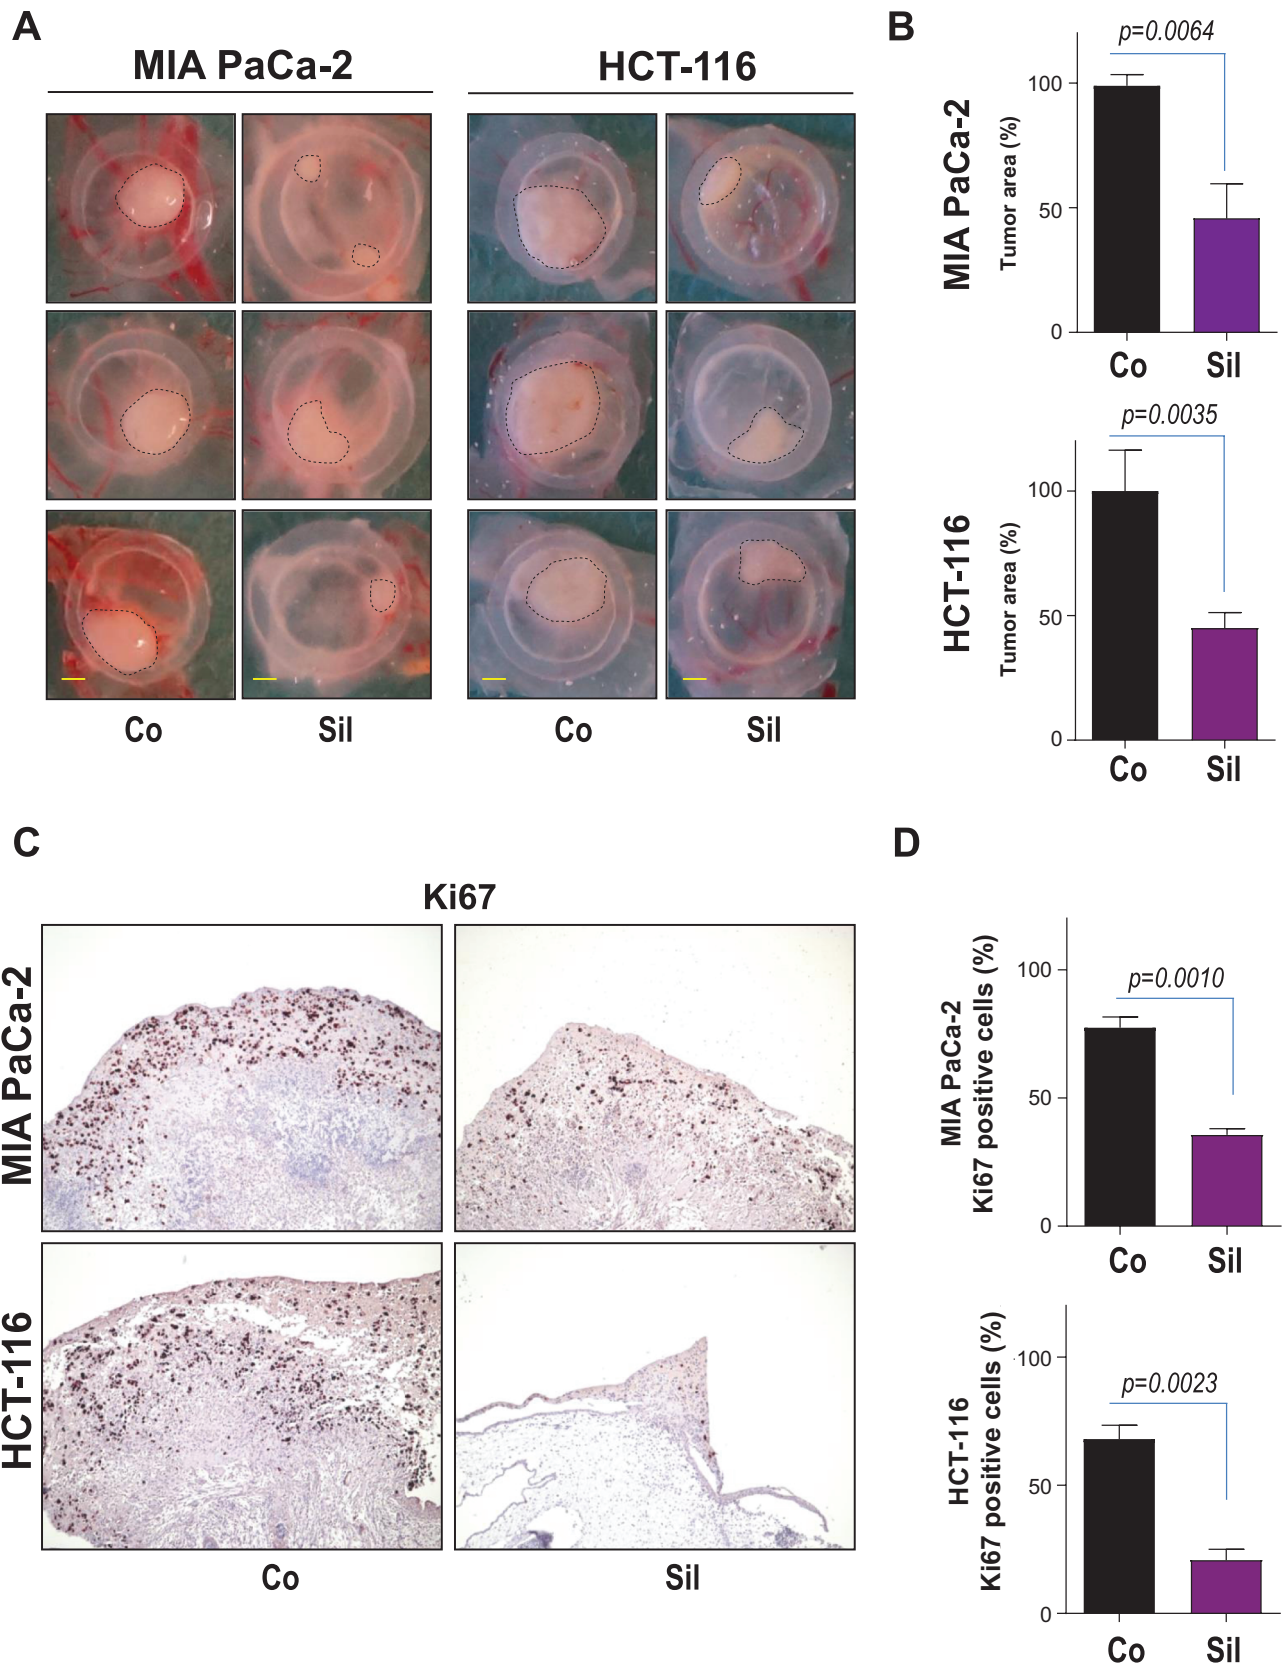 A
MIA PaCa-2
HCT-116
Co
Sil
Co
Sil
B
MIA PaCa-2
Tumor area (%)
p=0.0064
100
50
0
Co
Sil
HCT-116
Tumor area (%)
p=0.0035
100
50
0
Co
Sil
C
Ki67
MIA PaCa-2
HCT-116
Co
Sil
D
MIA PaCa-2
Ki67 positive cells (%)
p=0.0010
100
50
0
Co
Sil
HCT-116
Ki67 positive cells (%)
p=0.0023
100
50
0
Co
Sil